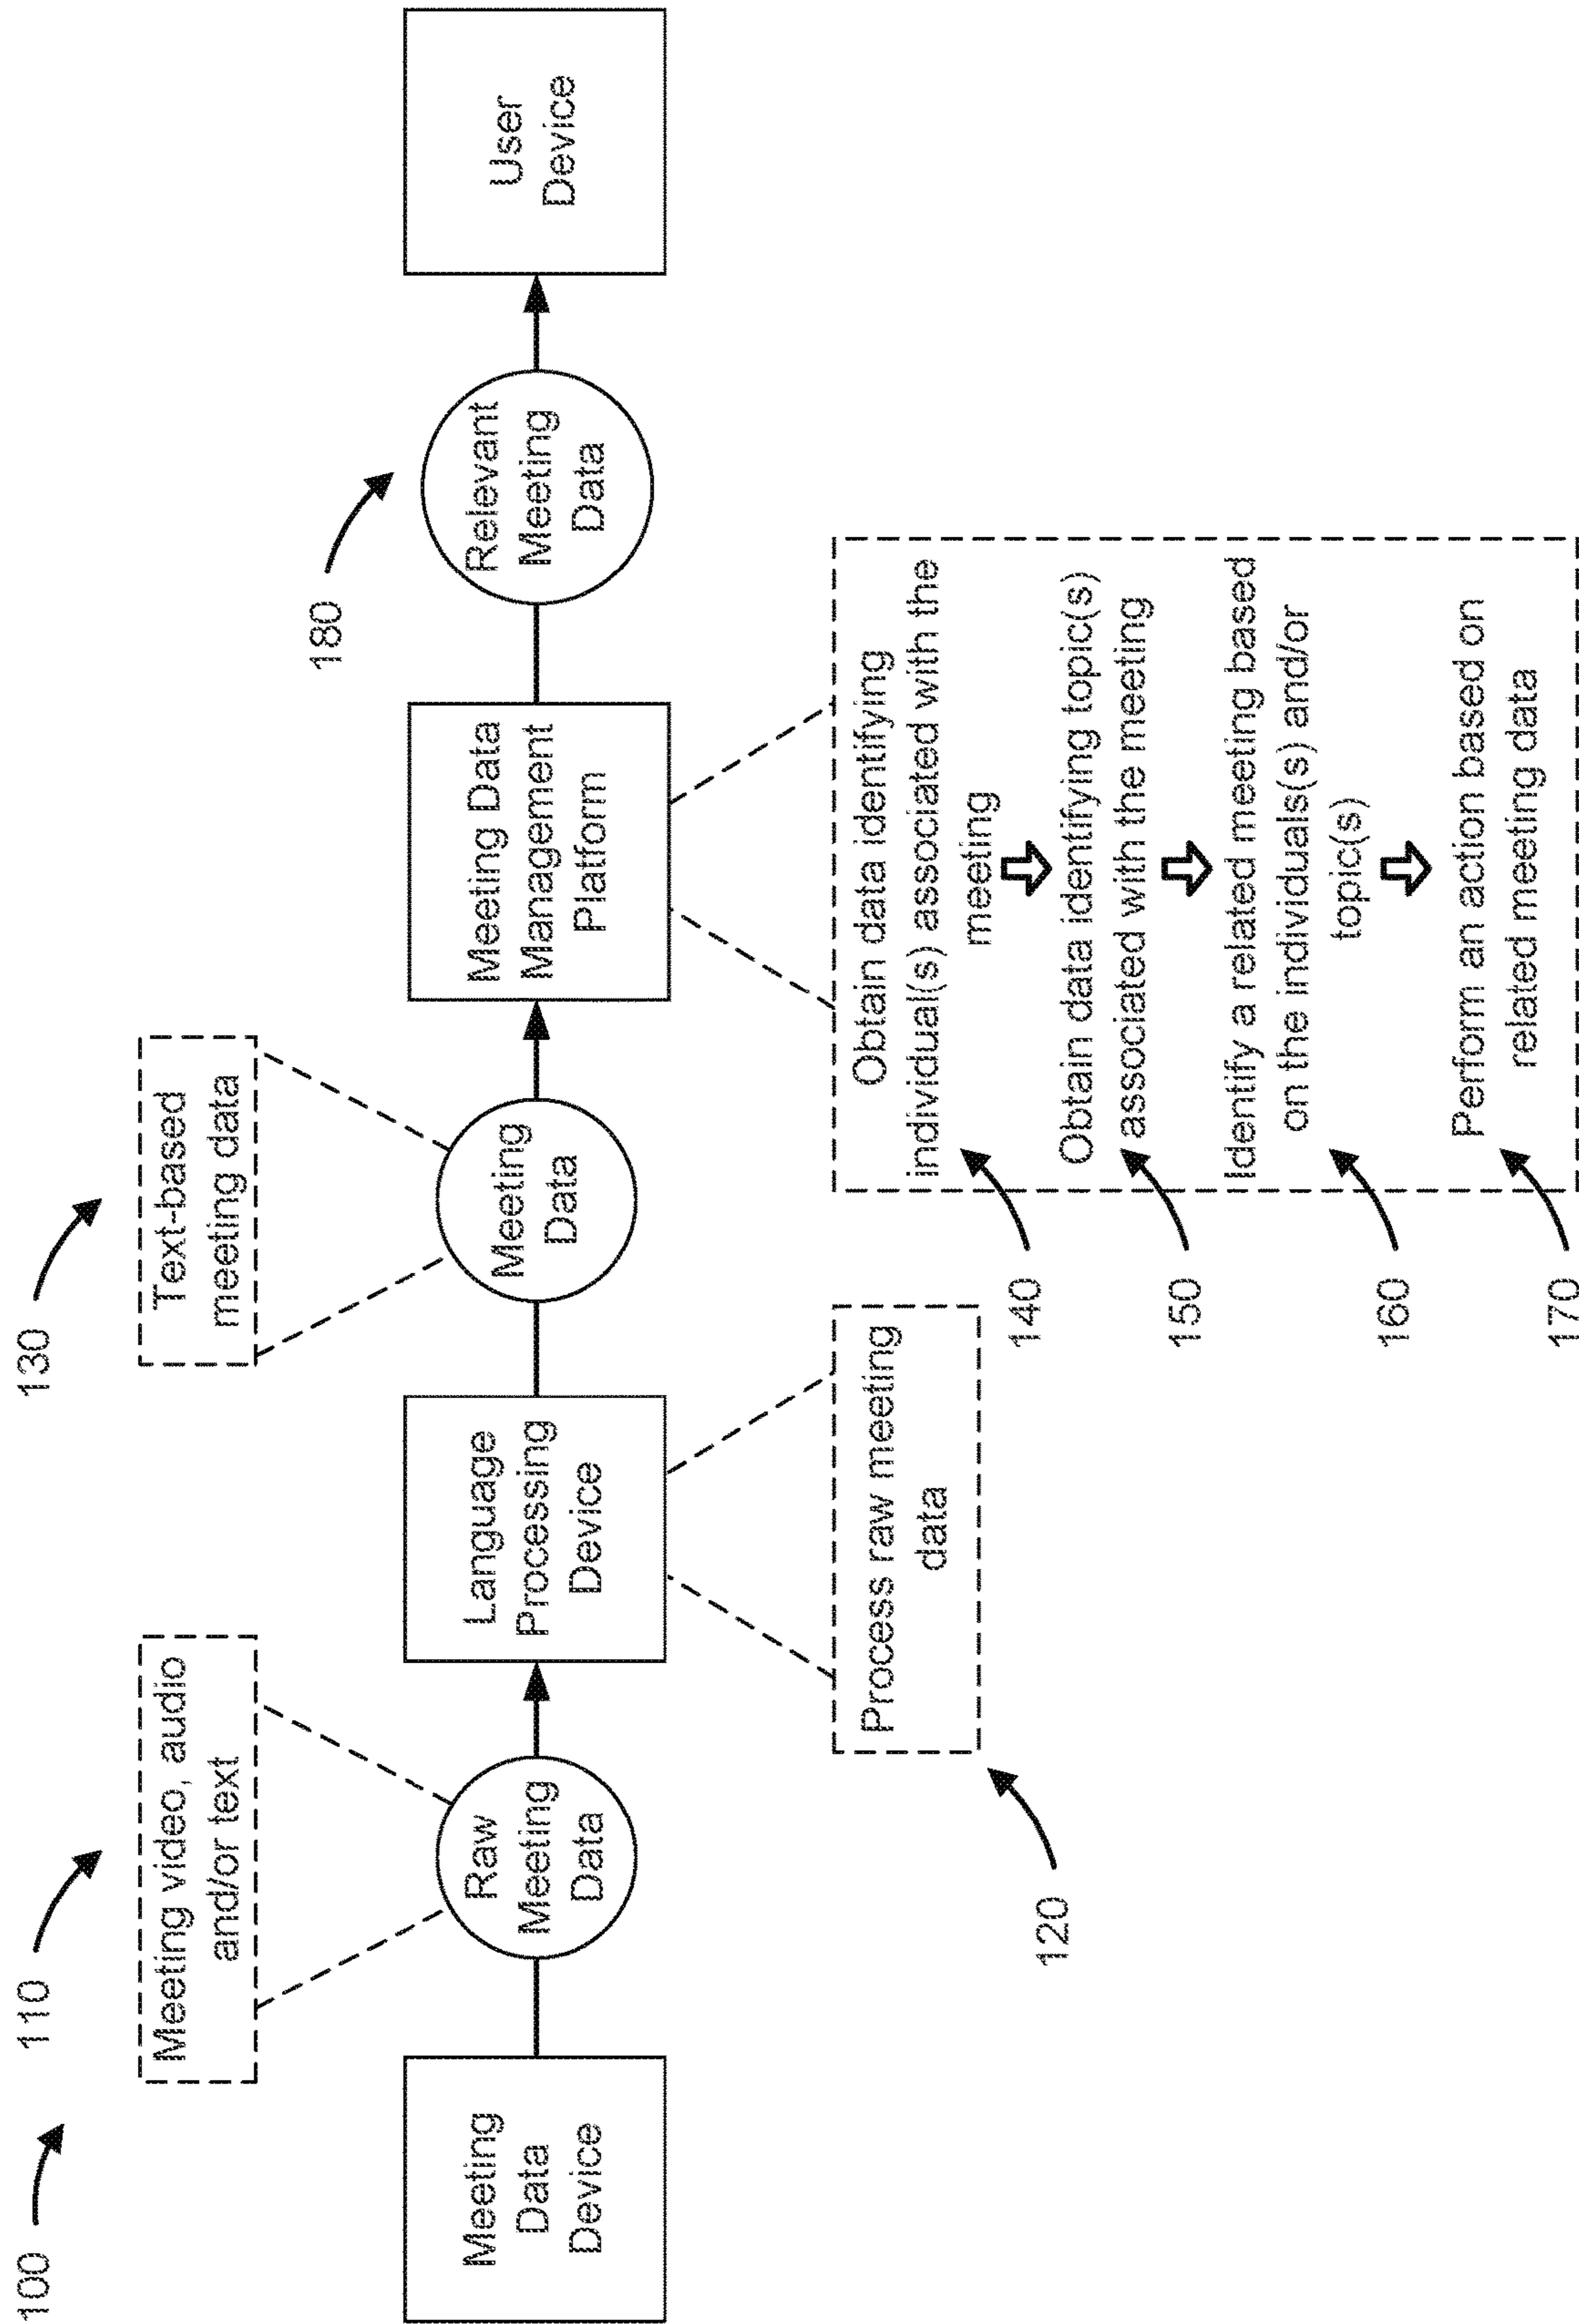 100
110
Meeting video, audio
and/or text
130
Text-based
meeting data
180
Meeting
Data
Device
Raw
Meeting
Data
Language
Processing
Device
Meeting
Data
Meeting Data
Management
Platform
Relevant
Meeting
Data
User
Device
120
Process raw meeting
data
140
Obtain data identifying
individual(s) associated with the
meeting
150
Obtain data identifying topic(s)
associated with the meeting
160
Identify a related meeting based
on the individuals(s) and/or
topic(s)
170
Perform an action based on
related meeting data